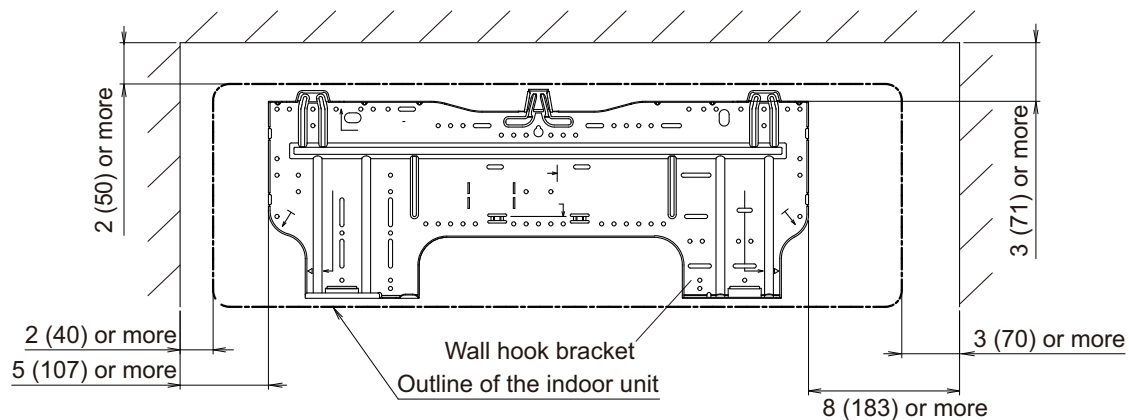 2 (50) or more
3 (71) or more
2 (40) or more
5 (107) or more
Wall hook bracket
Outline of the indoor unit
3 (70) or more
8 (183) or more